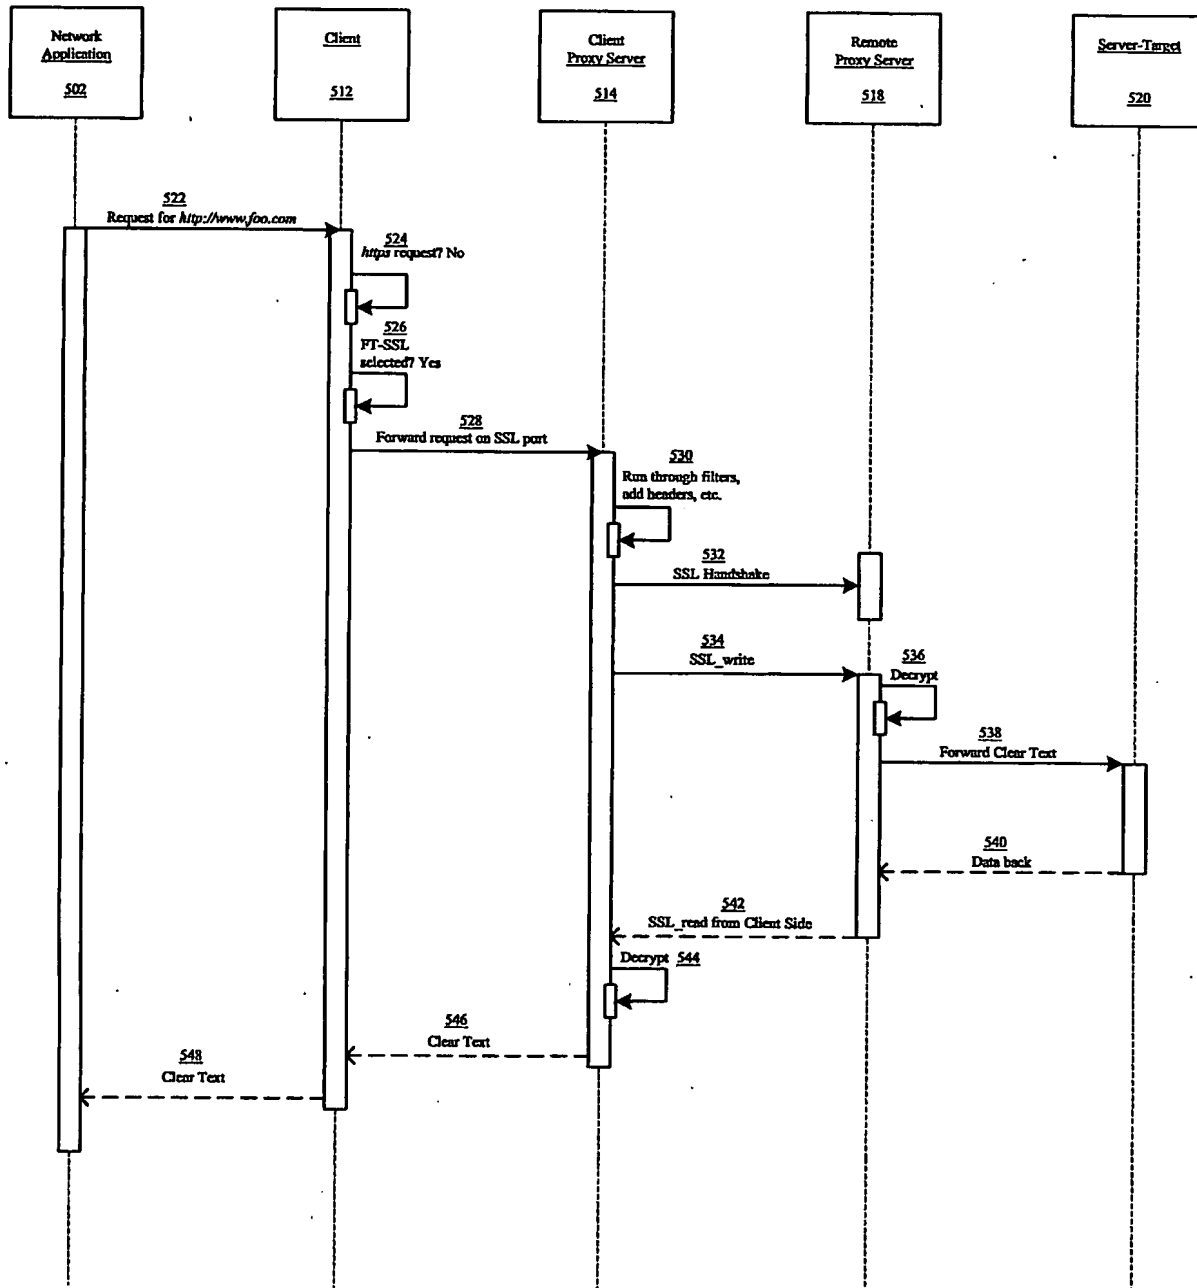 Network
Application
502
Client
512
Client
Proxy Server
514
Remote
Proxy Server
518
Server-Target
520
522
Request for http://www.foo.com
524
https request? No
526
FT-SSL
selected? Yes
528
Forward request on SSL port
530
Run through filters,
add headers, etc.
532
SSL Handshake
534
SSL_write
536
Decrypt
538
Forward Clear Text
540
Data back
542
SSL_read from Client Side
Decrypt 544
546
Clear Text
548
Clear Text